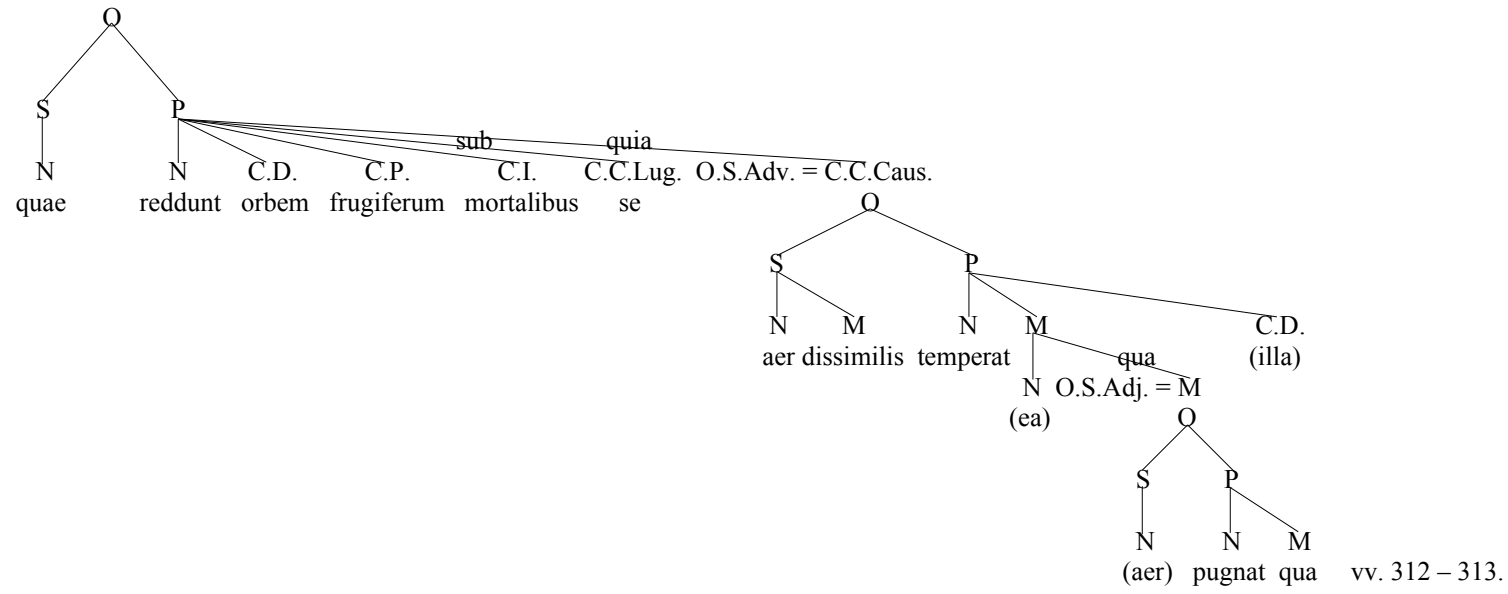 O
S P
sub quia
N N C.D. C.P. C.I. C.C.Lug. O.S.Adv. = C.C.Caus.
quae reddunt orbem frugiferum mortalibus se
O
S P
N M N M C.D.
aer dissimilis temperat qua (illa)
N O.S.Adj. = M
(ea)
O
S P
N N M
(aer) pugnat qua vv. 312 – 313.